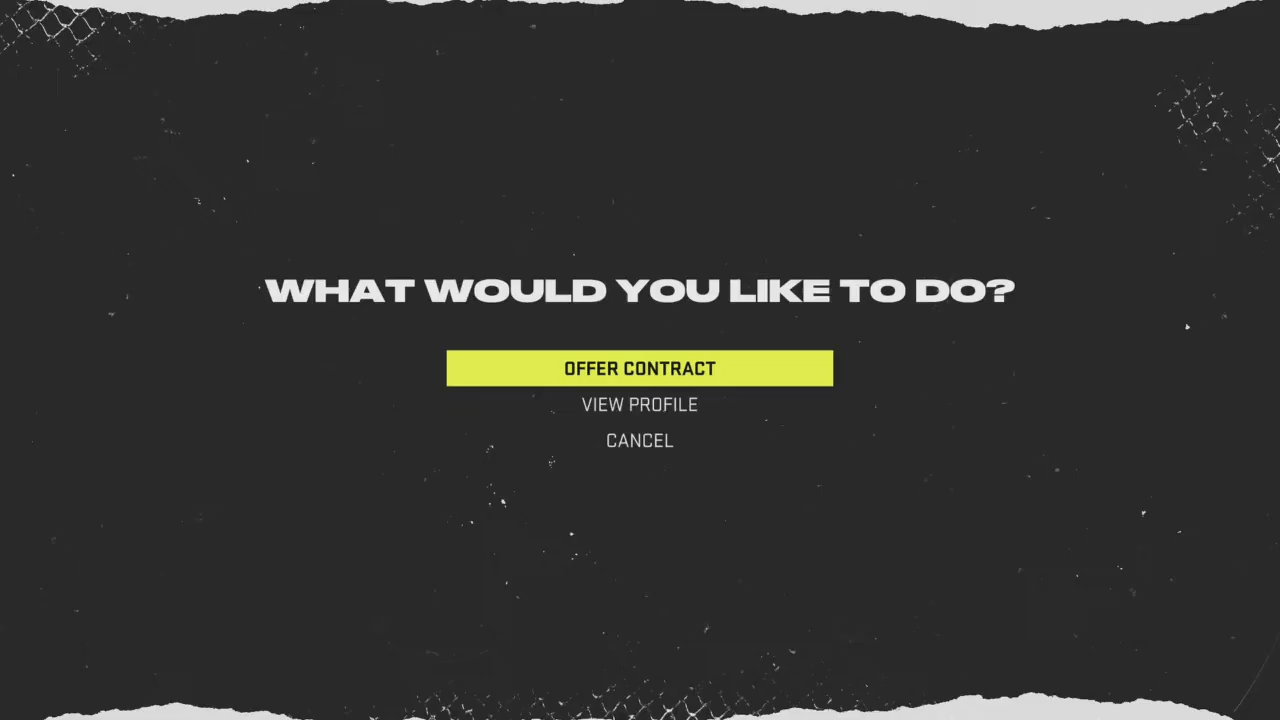 WHAT WOULD YOU LIKE TO DO?
OFFER CONTRACT
VIEW PROFILE
CANCEL